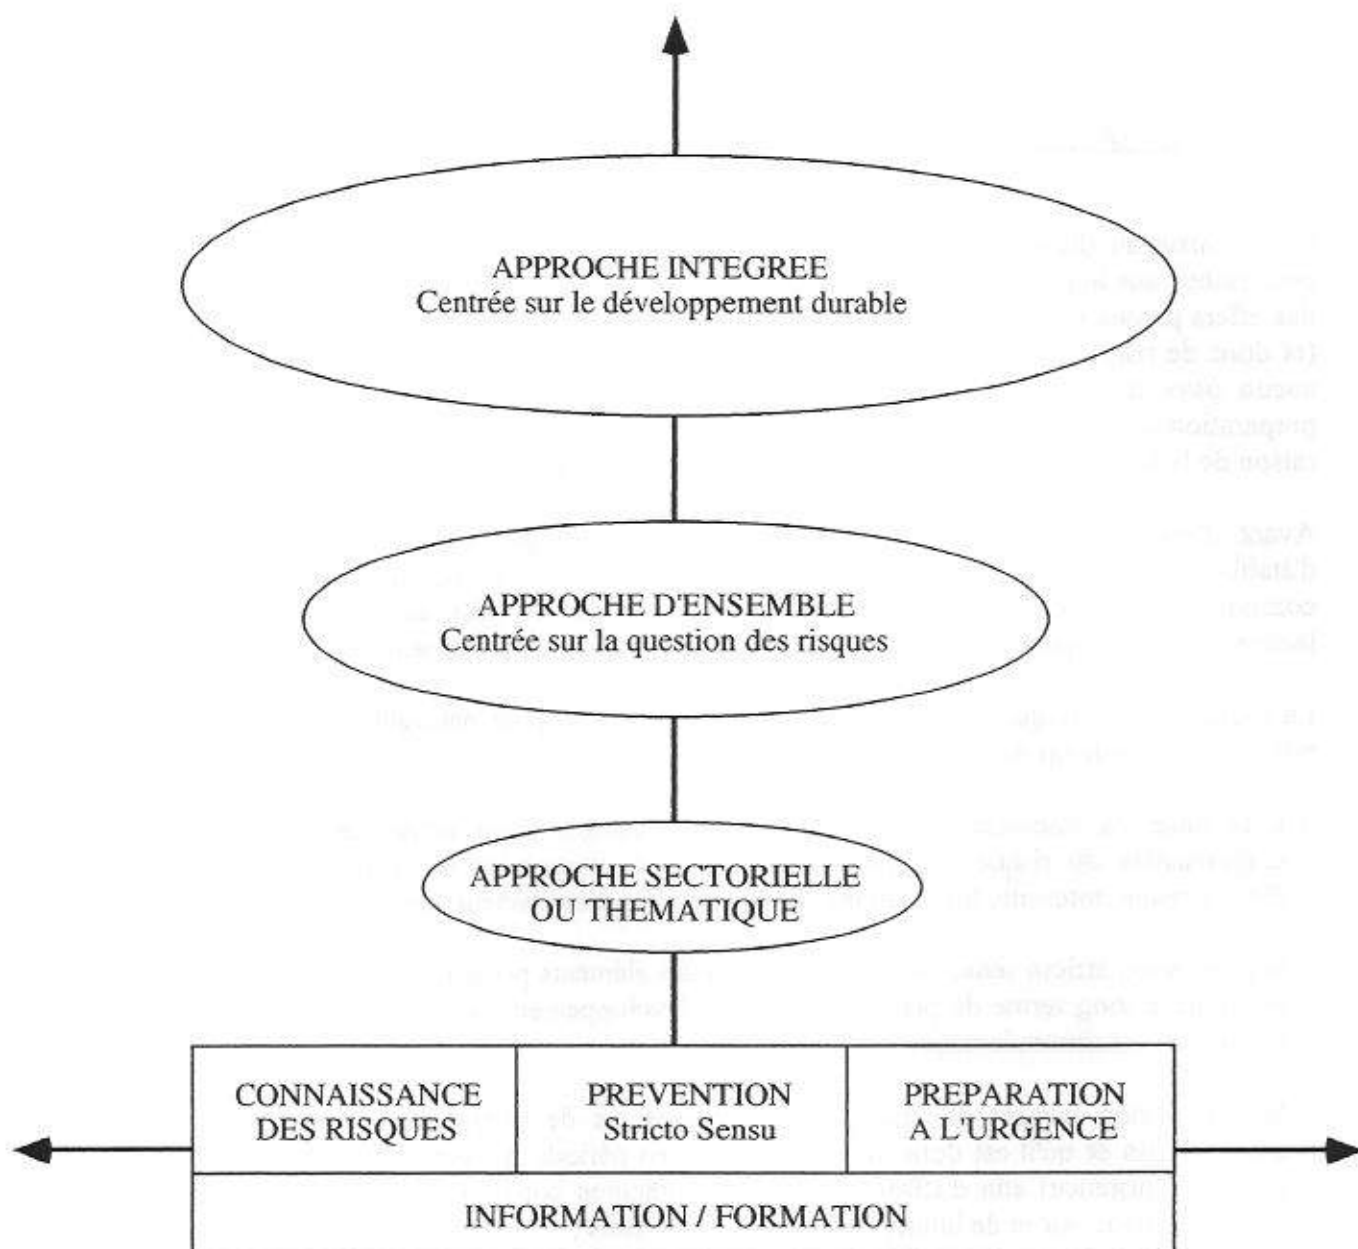 APPROCHE INTÉGREE
Centrée sur le développement durable
APPROCHE D'ENSEMBLE
Centrée sur la question des risques
APPROCHE SECTORIELLE
OU THEMATIQUE
CONNAISSANCE
DES RISQUES
PREVENTION
Stricto Sensu
PREPARATION
A L'URGENCE
INFORMATION / FORMATION